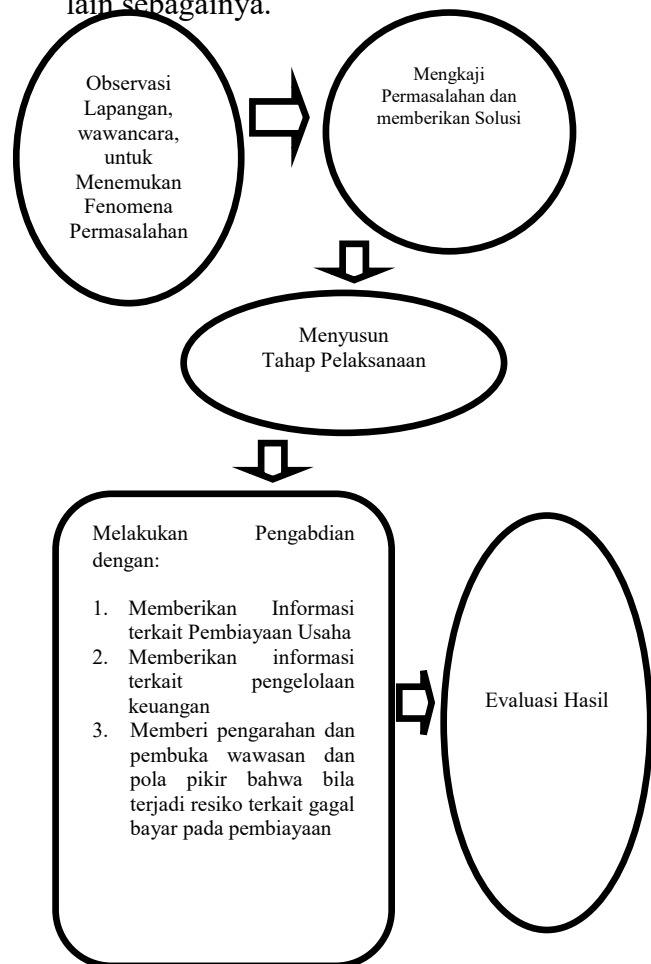 lain sebagainya.
Observasi
Lapangan,
wawancara,
untuk
Menemukan
Fenomena
Permasalahan
Mengkaji
Permasalahan dan
memberikan Solusi
Menyusun
Tahap Pelaksanaan
Melakukan Pengabdian
dengan:
1. Memberikan Informasi
terkait Pembiayaan Usaha
2. Memberikan informasi
terkait pengelolaan
keuangan
3. Memberi pengarahan dan
pembuka wawasan dan
pola pikir bahwa bila
terjadi resiko terkait gagal
bayar pada pembiayaan
Evaluasi Hasil